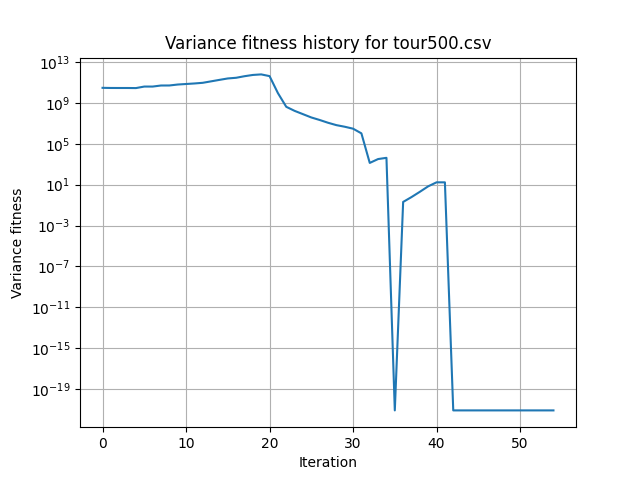 Variance fitness history for tour500.csv
Variance fitness
10^13
10^9
10^5
10^1
10^−3
10^−7
10^−11
10^−15
10^−19
0 10 20 30 40 50
Iteration